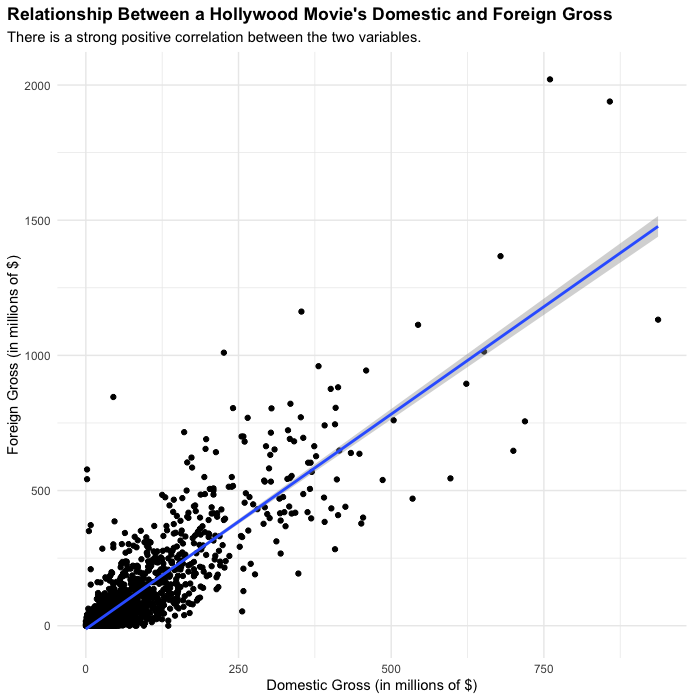 Relationship Between a Hollywood Movie's Domestic and Foreign Gross
There is a strong positive correlation between the two variables.
2000
1500
1000
500
0
Foreign Gross (in millions of $)
0 250 500 750
Domestic Gross (in millions of $)